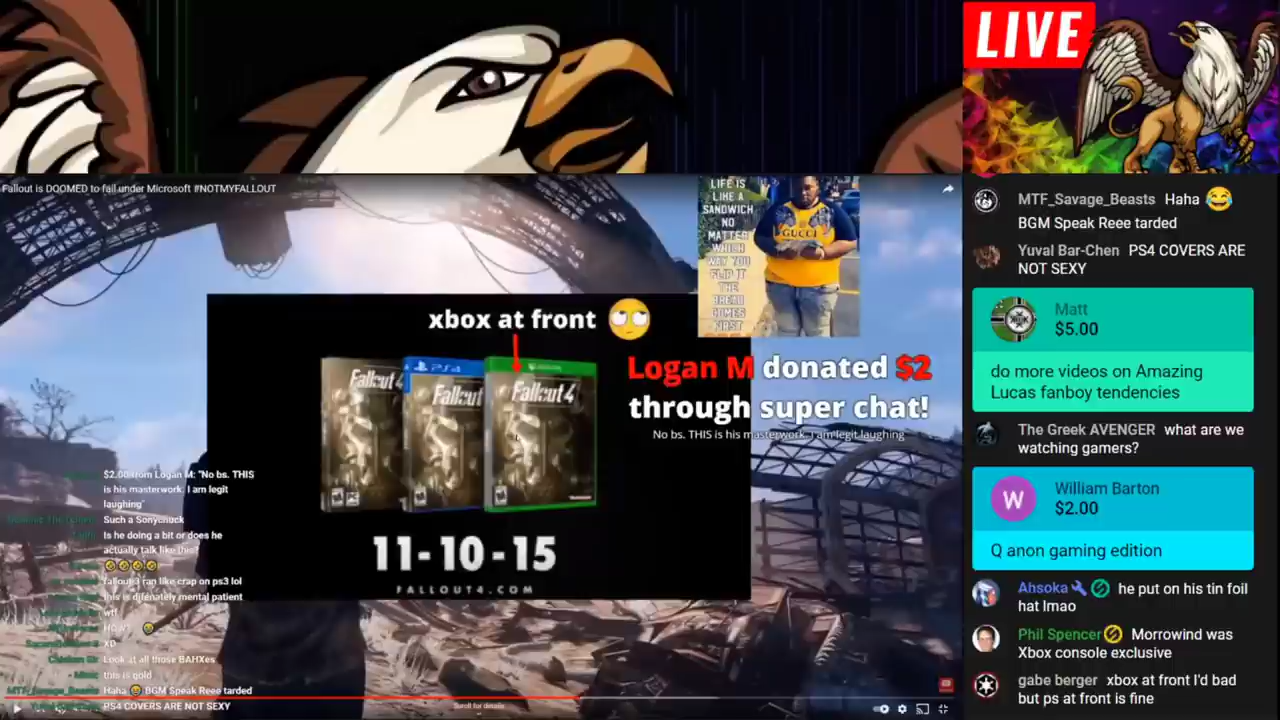 LIVE
Fallout is DOOMED to fail under Microsoft #NOTMYFALLOUT
LIFE IS
LIKE A
SANDWICH
NO
MATTER
WHICH
WAY YOU
FLIP IT
THE
BREAD
COMES
FIRST
GUCCI
xbox at front
PS4
Fallout 4
Fallout
Fallout 4
Logan M donated $2
through super chat!
No bs. THIS is his masterwork. I am legit laughing
11-10-15
FALLOUT4.COM
$2.00 from Logan M: "No bs. THIS
is his masterwork. I am legit
laughing"
Such a Sonychuck
Is he doing a bit or does he
actually talk like this?
fallout 3 ran like crap on ps3 lol
this is difenately mental patient
wtf
XD
Look at all those BAHXes
this is gold
MTF_Savage_Beasts Haha BGM Speak Reee tarded
PS4 COVERS ARE NOT SEXY
Scroll for details
MTF_Savage_Beasts Haha
BGM Speak Reee tarded
Yuval Bar-Chen PS4 COVERS ARE
NOT SEXY
Matt
$5.00
do more videos on Amazing
Lucas fanboy tendencies
The Greek AVENGER what are we
watching gamers?
W
William Barton
$2.00
Q anon gaming edition
Ahsoka he put on his tin foil
hat lmao
Phil Spencer Morrowind was
Xbox console exclusive
gabe berger xbox at front I'd bad
but ps at front is fine